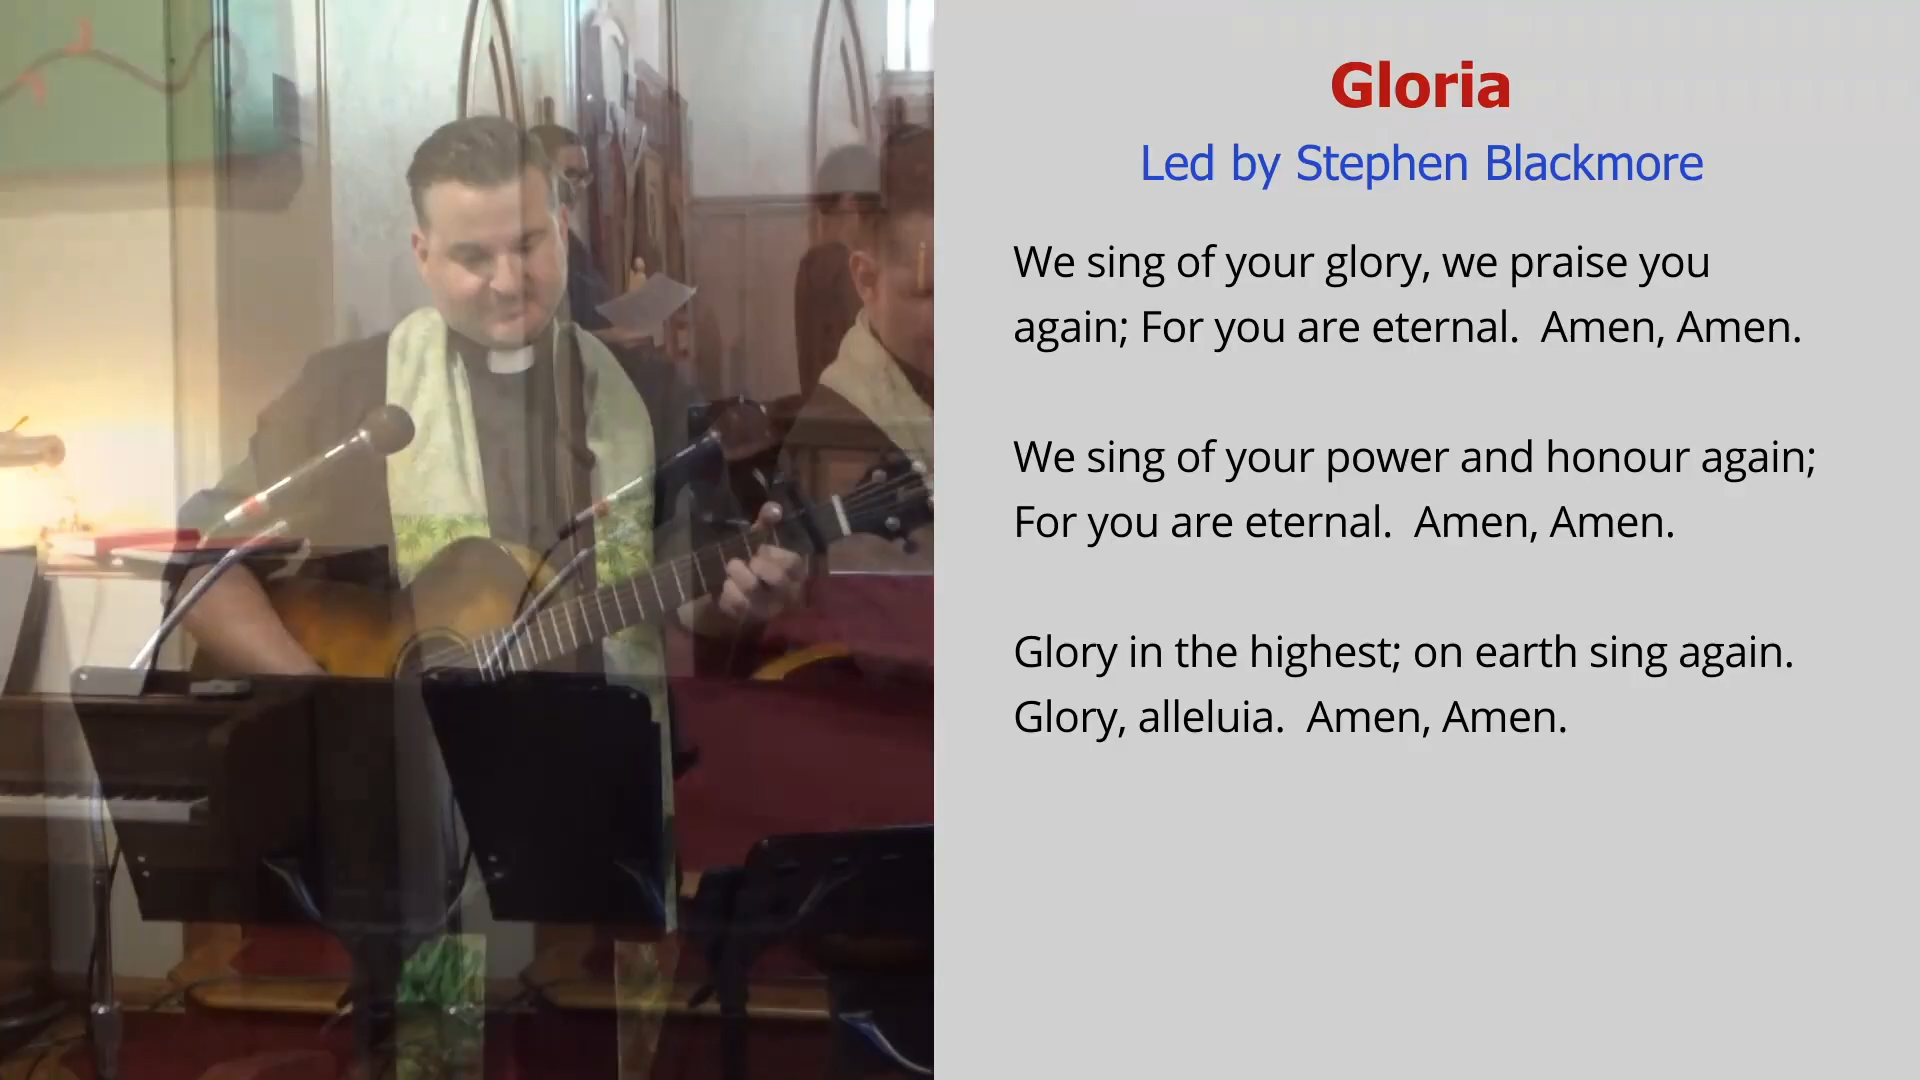 Gloria
Led by Stephen Blackmore
We sing of your glory, we praise you
again; For you are eternal.  Amen, Amen.
We sing of your power and honour again;
For you are eternal.  Amen, Amen.
Glory in the highest; on earth sing again.
Glory, alleluia.  Amen, Amen.